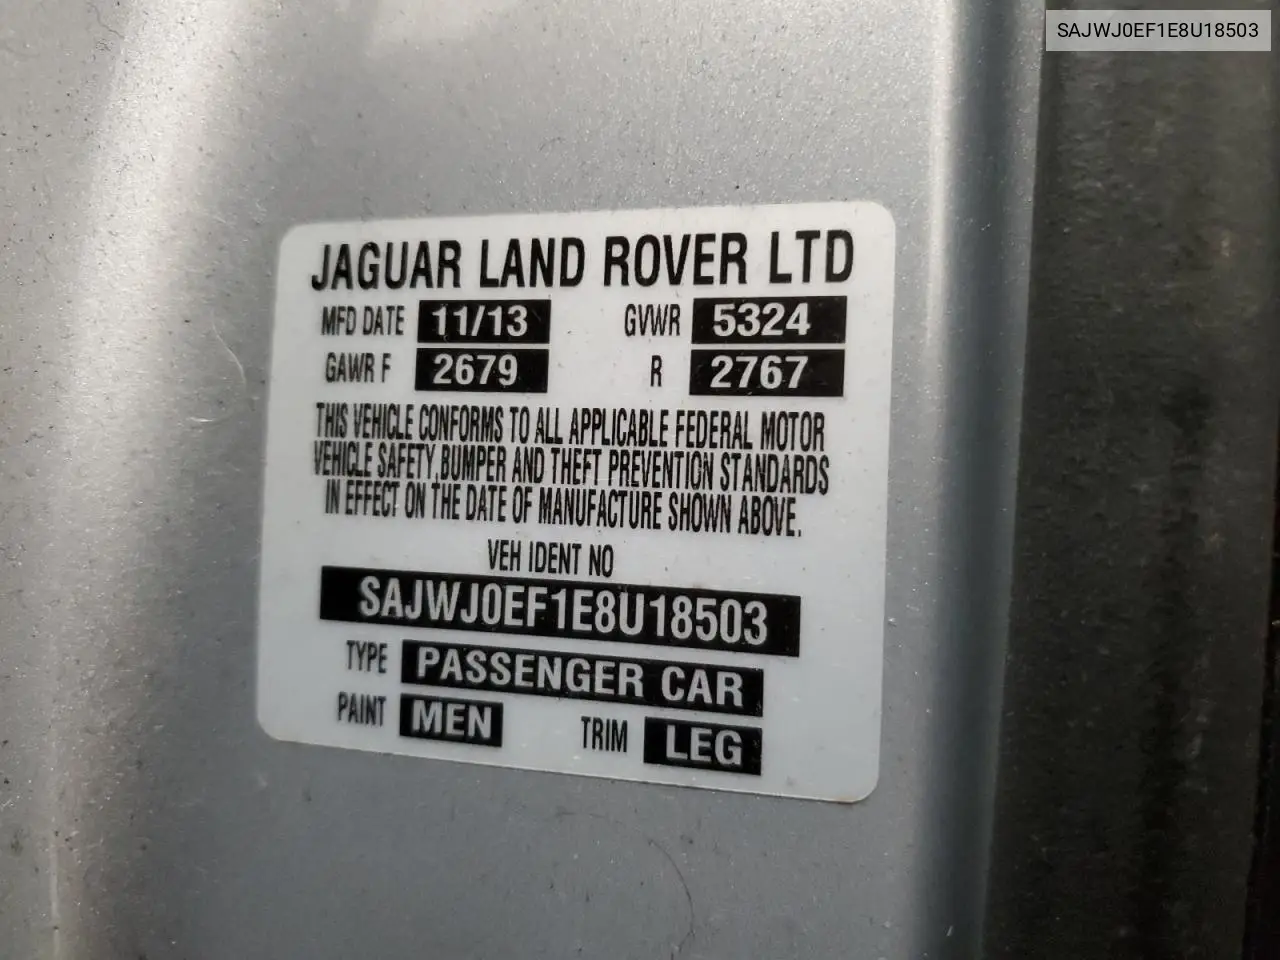 SAJWJ0EF1E8U18503
JAGUAR LAND ROVER LTD
MFD DATE 11/13 GVWR 5324
GAWR F 2679 R 2767
THIS VEHICLE CONFORMS TO ALL APPLICABLE FEDERAL MOTOR
VEHICLE SAFETY, BUMPER AND THEFT PREVENTION STANDARDS
IN EFFECT ON THE DATE OF MANUFACTURE SHOWN ABOVE.
VEH IDENT NO
SAJWJ0EF1E8U18503
TYPE PASSENGER CAR
PAINT MEN TRIM LEG